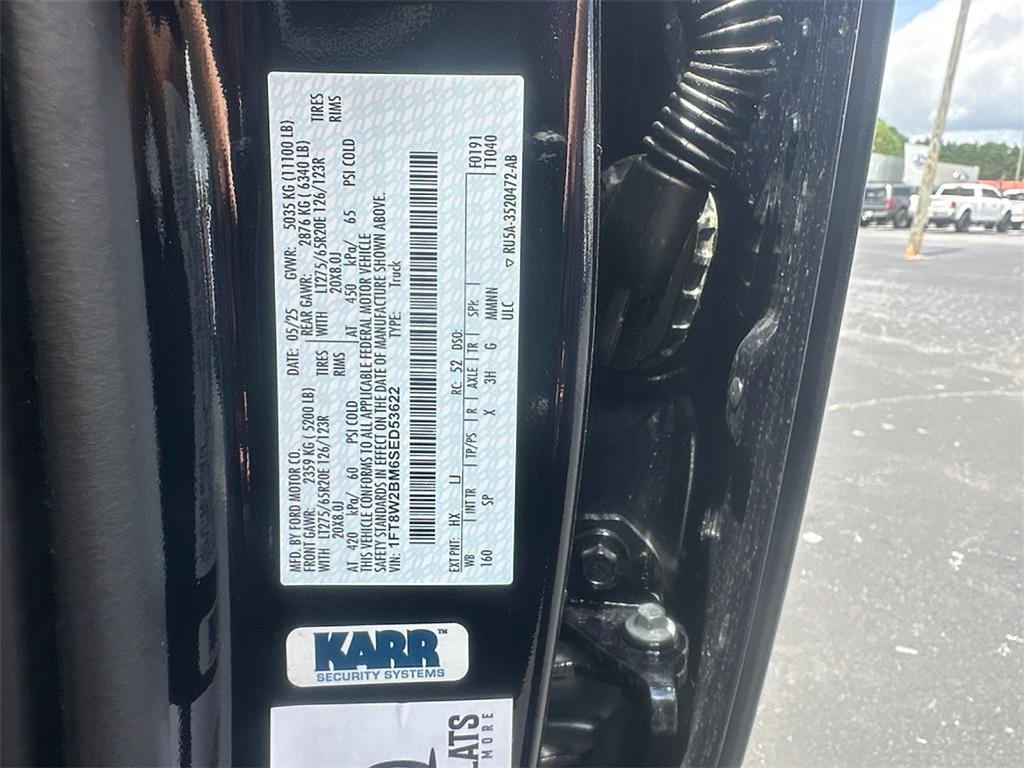 MFD. BY FORD MOTOR CO.
DATE: 05/25 GVWR: 5035 KG (11100 LB)
FRONT GAWR: 2359 KG (5200 LB)
REAR GAWR: 2876 KG (6340 LB)
WITH LT275/65R20E 126/123R TIRES
WITH LT275/65R20E 126/123R TIRES
20X8.0J RIMS
20X8.0J RIMS
AT 420 kPa/ 60 PSI COLD
AT 450 kPa/ 65 PSI COLD
THIS VEHICLE CONFORMS TO ALL APPLICABLE FEDERAL MOTOR VEHICLE
SAFETY STANDARDS IN EFFECT ON THE DATE OF MANUFACTURE SHOWN ABOVE.
VIN: 1FT8W2BM6SED53622 TYPE: Truck
EXT PNT: HX LJ RC: 52 DSO: F0191
WB INT TR TP/PS R AXLE TR SPR TT040
160 SP X 3H G MMNN
ULC RU5A-3520472-AB
KARR™
SECURITY SYSTEMS
LATS
MORE